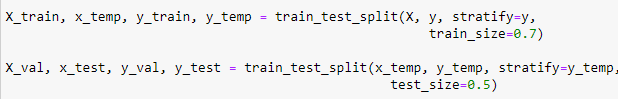 X_train, x_temp, y_train, y_temp = train_test_split(X, y, stratify=y,
train_size=0.7)
X_val, x_test, y_val, y_test = train_test_split(x_temp, y_temp, stratify=y_temp,
test_size=0.5)